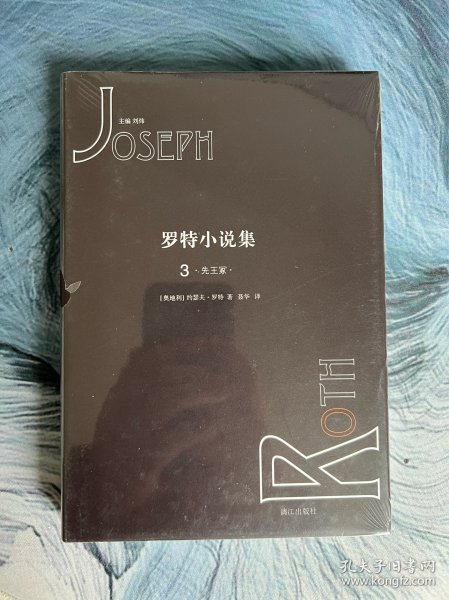 主编 刘炜
JOSEPH
罗特小说集
3 · 先王冢 ·
[奥地利] 约瑟夫·罗特 著 聂华 译
ROTH
漓江出版社
孔夫子旧书网
www.kongfz.com